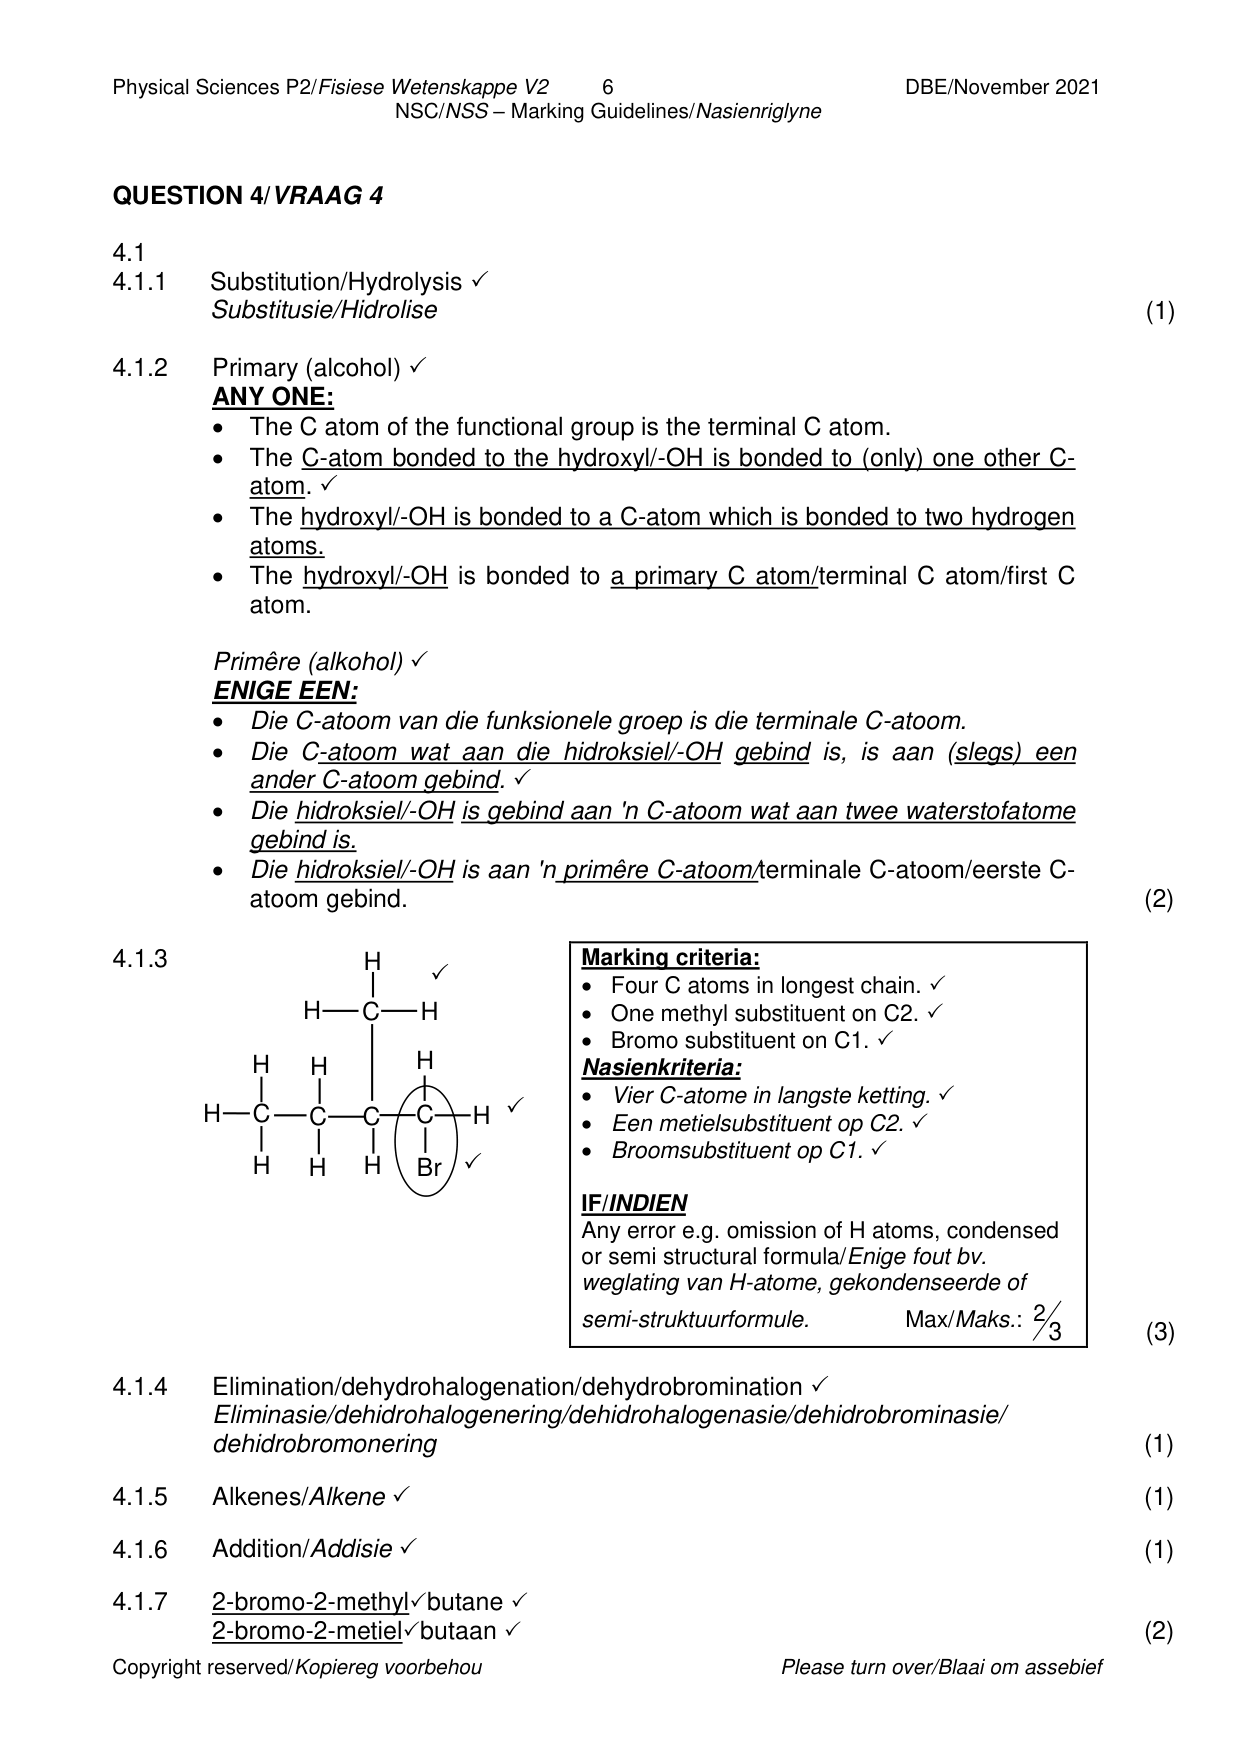 Physical Sciences P2/Fisiese Wetenskappe V2 6 DBE/November 2021
NSC/NSS – Marking Guidelines/Nasienriglyne
QUESTION 4/VRAAG 4
4.1
4.1.1 Substitution/Hydrolysis ✓
Substitusie/Hidrolise (1)
4.1.2 Primary (alcohol) ✓
ANY ONE:
• The C atom of the functional group is the terminal C atom.
• The C-atom bonded to the hydroxyl/-OH is bonded to (only) one other C-
atom. ✓
• The hydroxyl/-OH is bonded to a C-atom which is bonded to two hydrogen
atoms.
• The hydroxyl/-OH is bonded to a primary C atom/terminal C atom/first C
atom.
Primêre (alkohol) ✓
ENIGE EEN:
• Die C-atoom van die funksionele groep is die terminale C-atoom.
• Die C-atoom wat aan die hidroksiel/-OH gebind is, is aan (slegs) een
ander C-atoom gebind. ✓
• Die hidroksiel/-OH is gebind aan 'n C-atoom wat aan twee waterstofatome
gebind is.
• Die hidroksiel/-OH is aan 'n primêre C-atoom/terminale C-atoom/eerste C-
atoom gebind. (2)
4.1.3
H ✓
H C H
H H H
H C C C C H ✓
H H H Br ✓
Marking criteria:
• Four C atoms in longest chain. ✓
• One methyl substituent on C2. ✓
• Bromo substituent on C1. ✓
Nasienkriteria:
• Vier C-atome in langste ketting. ✓
• Een metielsubstituent op C2. ✓
• Broomsubstituent op C1. ✓
IF/INDIEN
Any error e.g. omission of H atoms, condensed
or semi structural formula/Enige fout bv.
weglating van H-atome, gekondenseerde of
semi-struktuurformule. Max/Maks.: 2/3
(3)
4.1.4 Elimination/dehydrohalogenation/dehydrobromination ✓
Eliminasie/dehidrohalogenering/dehidrohalogenasie/dehidrobrominasie/
dehidrobromonering (1)
4.1.5 Alkenes/Alkene ✓ (1)
4.1.6 Addition/Addisie ✓ (1)
4.1.7 2-bromo-2-methyl✓butane ✓
2-bromo-2-metiel✓butaan ✓ (2)
Copyright reserved/Kopiereg voorbehou Please turn over/Blaai om assebief